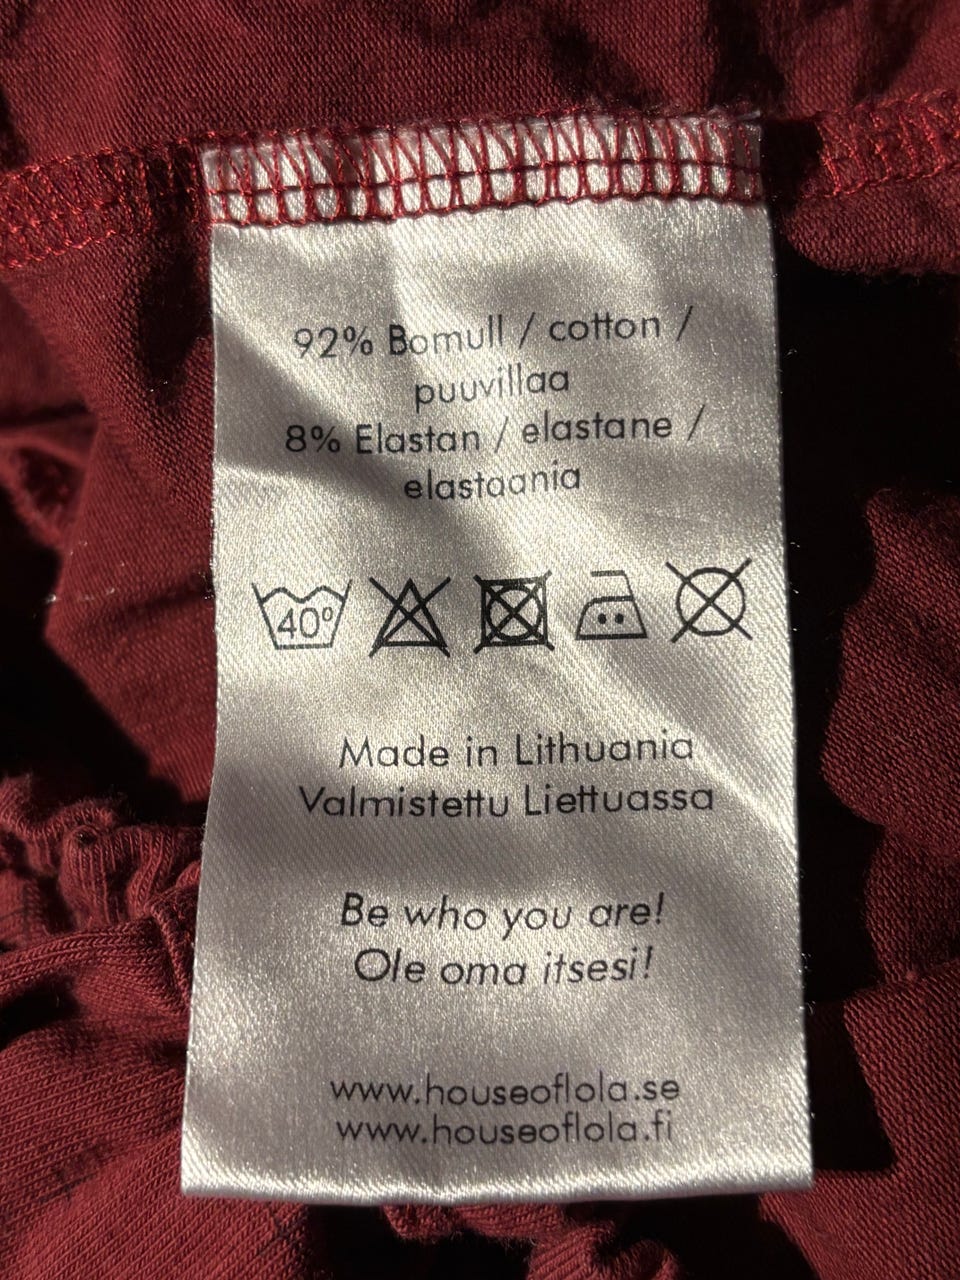 92% Bomull / cotton /
puuvillaa
8% Elastan / elastane /
elastaania
40°
Made in Lithuania
Valmistettu Liettuassa
Be who you are!
Ole oma itsesi!
www.houseoflola.se
www.houseoflola.fi